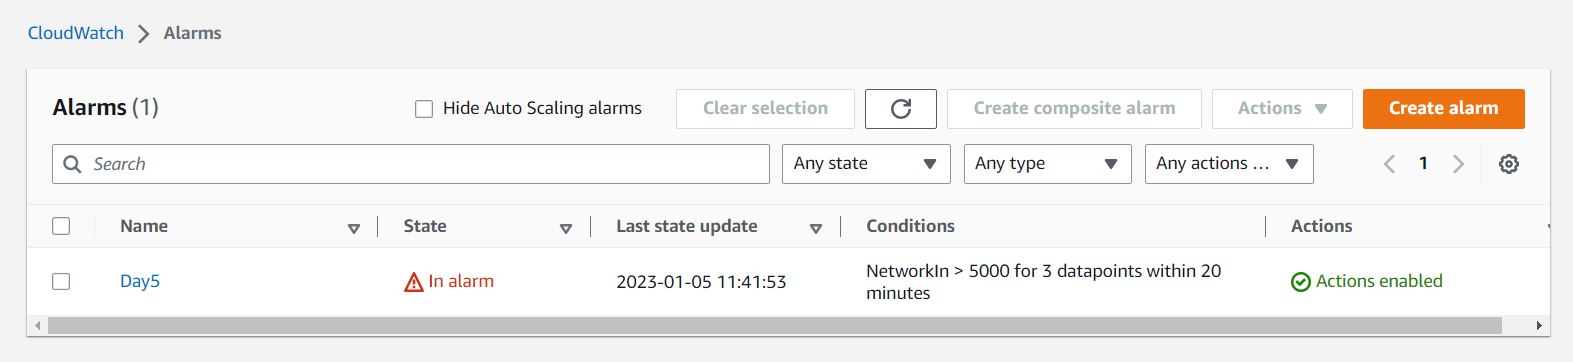 CloudWatch > Alarms
Alarms (1)
Hide Auto Scaling alarms
Clear selection
Create composite alarm
Actions
Create alarm
Search
Any state
Any type
Any actions ...
1
Name
State
Last state update
Conditions
Actions
Day5
In alarm
2023-01-05 11:41:53
NetworkIn > 5000 for 3 datapoints within 20
minutes
Actions enabled